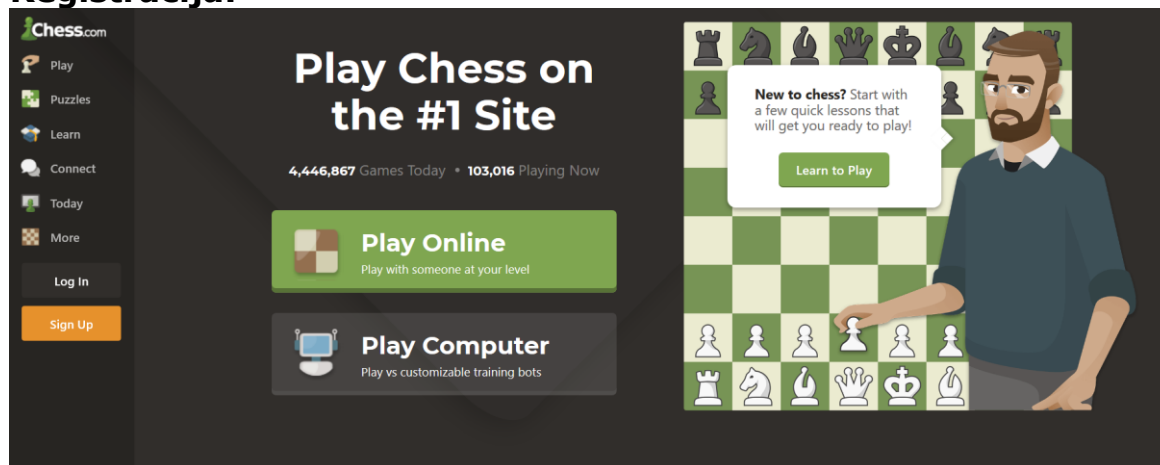 Registracija:
Chess.com
Play
Puzzles
Learn
Connect
Today
More
Log In
Sign Up
Play Chess on
the #1 Site
4,446,867 Games Today • 103,016 Playing Now
Play Online
Play with someone at your level
Play Computer
Play vs customizable training bots
New to chess? Start with
a few quick lessons that
will get you ready to play!
Learn to Play